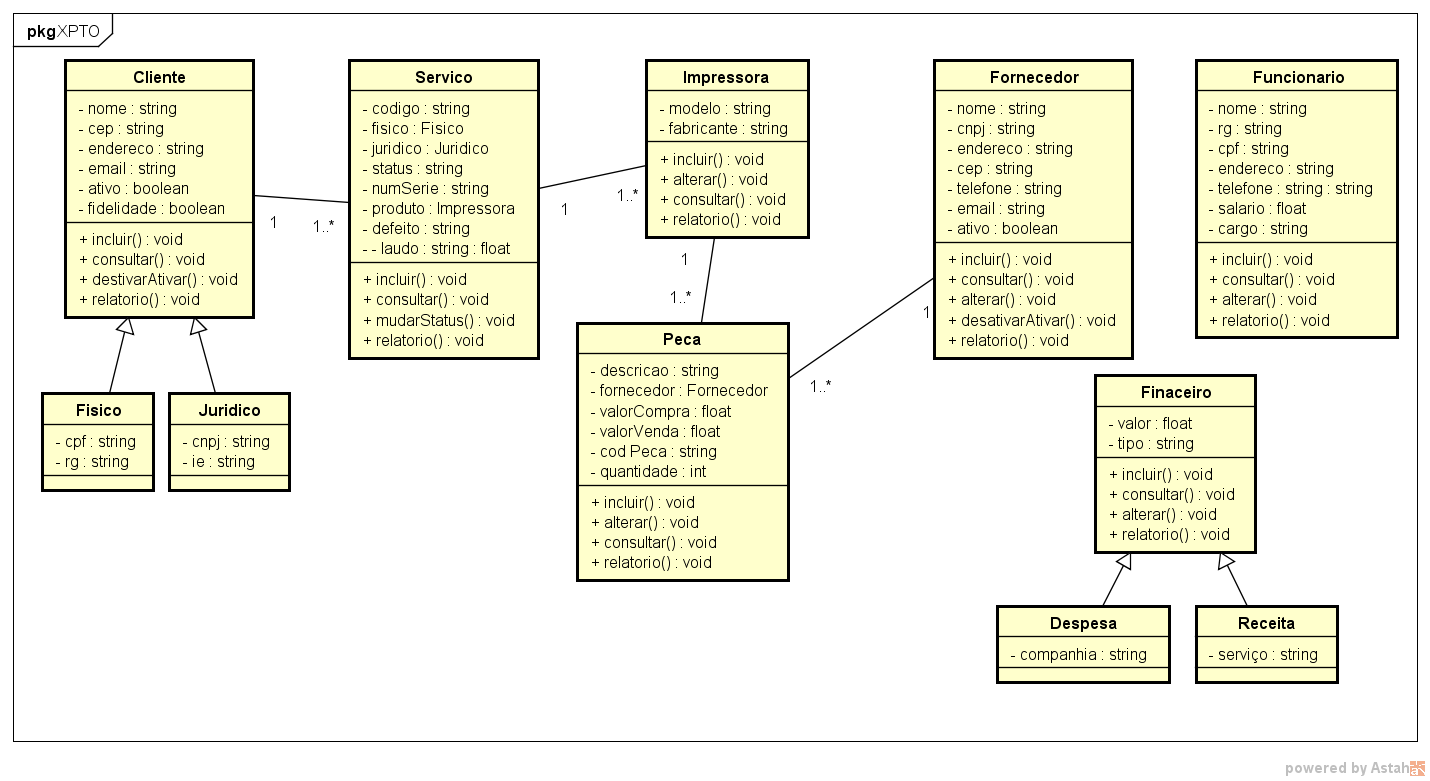 pkg XPTO
Cliente
- nome : string
- cep : string
- endereco : string
- email : string
- ativo : boolean
- fidelidade : boolean
+ incluir() : void
+ consultar() : void
+ destivarAtivar() : void
+ relatorio() : void
1
1..*
Servico
- codigo : string
- fisico : Fisico
- juridico : Juridico
- status : string
- numSerie : string
- produto : Impressora
- defeito : string
- - laudo : string : float
+ incluir() : void
+ consultar() : void
+ mudarStatus() : void
+ relatorio() : void
1
1..*
Impressora
- modelo : string
- fabricante : string
+ incluir() : void
+ alterar() : void
+ consultar() : void
+ relatorio() : void
1
1..*
Fornecedor
- nome : string
- cnpj : string
- endereco : string
- cep : string
- telefone : string
- email : string
- ativo : boolean
+ incluir() : void
+ consultar() : void
+ alterar() : void
+ desativarAtivar() : void
+ relatorio() : void
1
1..*
Funcionario
- nome : string
- rg : string
- cpf : string
- endereco : string
- telefone : string : string
- salario : float
- cargo : string
+ incluir() : void
+ consultar() : void
+ alterar() : void
+ relatorio() : void
Fisico
- cpf : string
- rg : string
Juridico
- cnpj : string
- ie : string
Peca
- descricao : string
- fornecedor : Fornecedor
- valorCompra : float
- valorVenda : float
- cod Peca : string
- quantidade : int
+ incluir() : void
+ alterar() : void
+ consultar() : void
+ relatorio() : void
Finaceiro
- valor : float
- tipo : string
+ incluir() : void
+ consultar() : void
+ alterar() : void
+ relatorio() : void
Despesa
- companhia : string
Receita
- serviço : string
powered by Astah